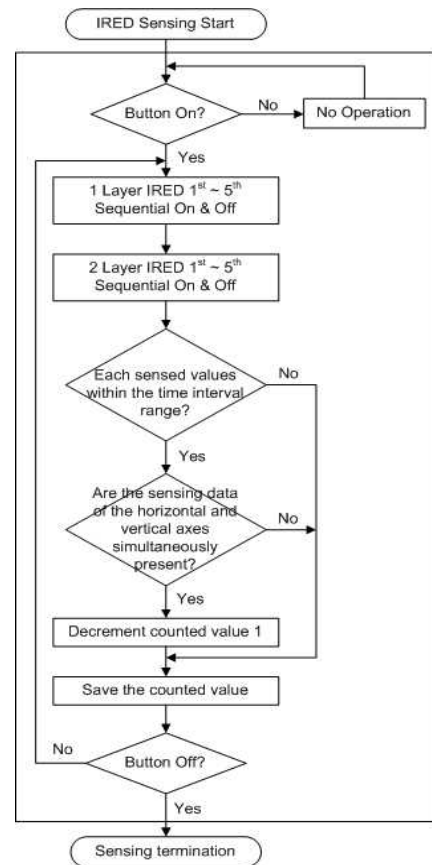 IRED Sensing Start
Button On?
No
No Operation
Yes
1 Layer IRED 1st ~ 5th
Sequential On & Off
2 Layer IRED 1st ~ 5th
Sequential On & Off
Each sensed values
within the time interval
range?
No
Yes
Are the sensing data
of the horizontal and
vertical axes
simultaneously
present?
No
Yes
Decrement counted value 1
Save the counted value
No
Button Off?
Yes
Sensing termination